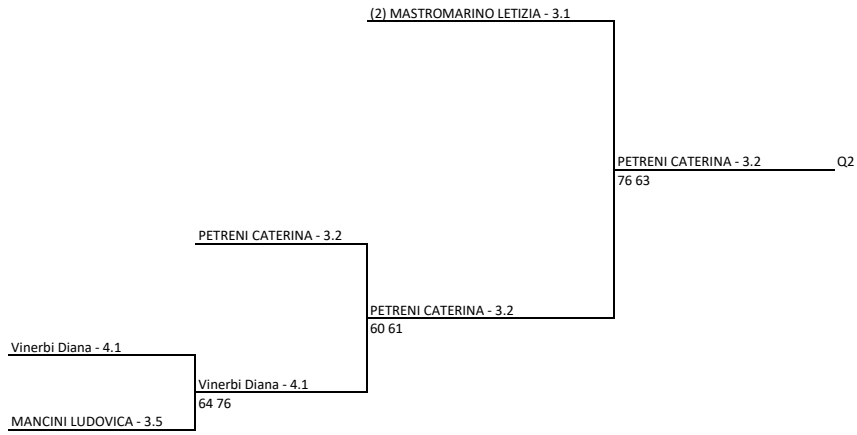 (2) MASTROMARINO LETIZIA - 3.1
PETRENI CATERINA - 3.2
Q2
76 63
PETRENI CATERINA - 3.2
PETRENI CATERINA - 3.2
60 61
Vinerbi Diana - 4.1
Vinerbi Diana - 4.1
64 76
MANCINI LUDOVICA - 3.5